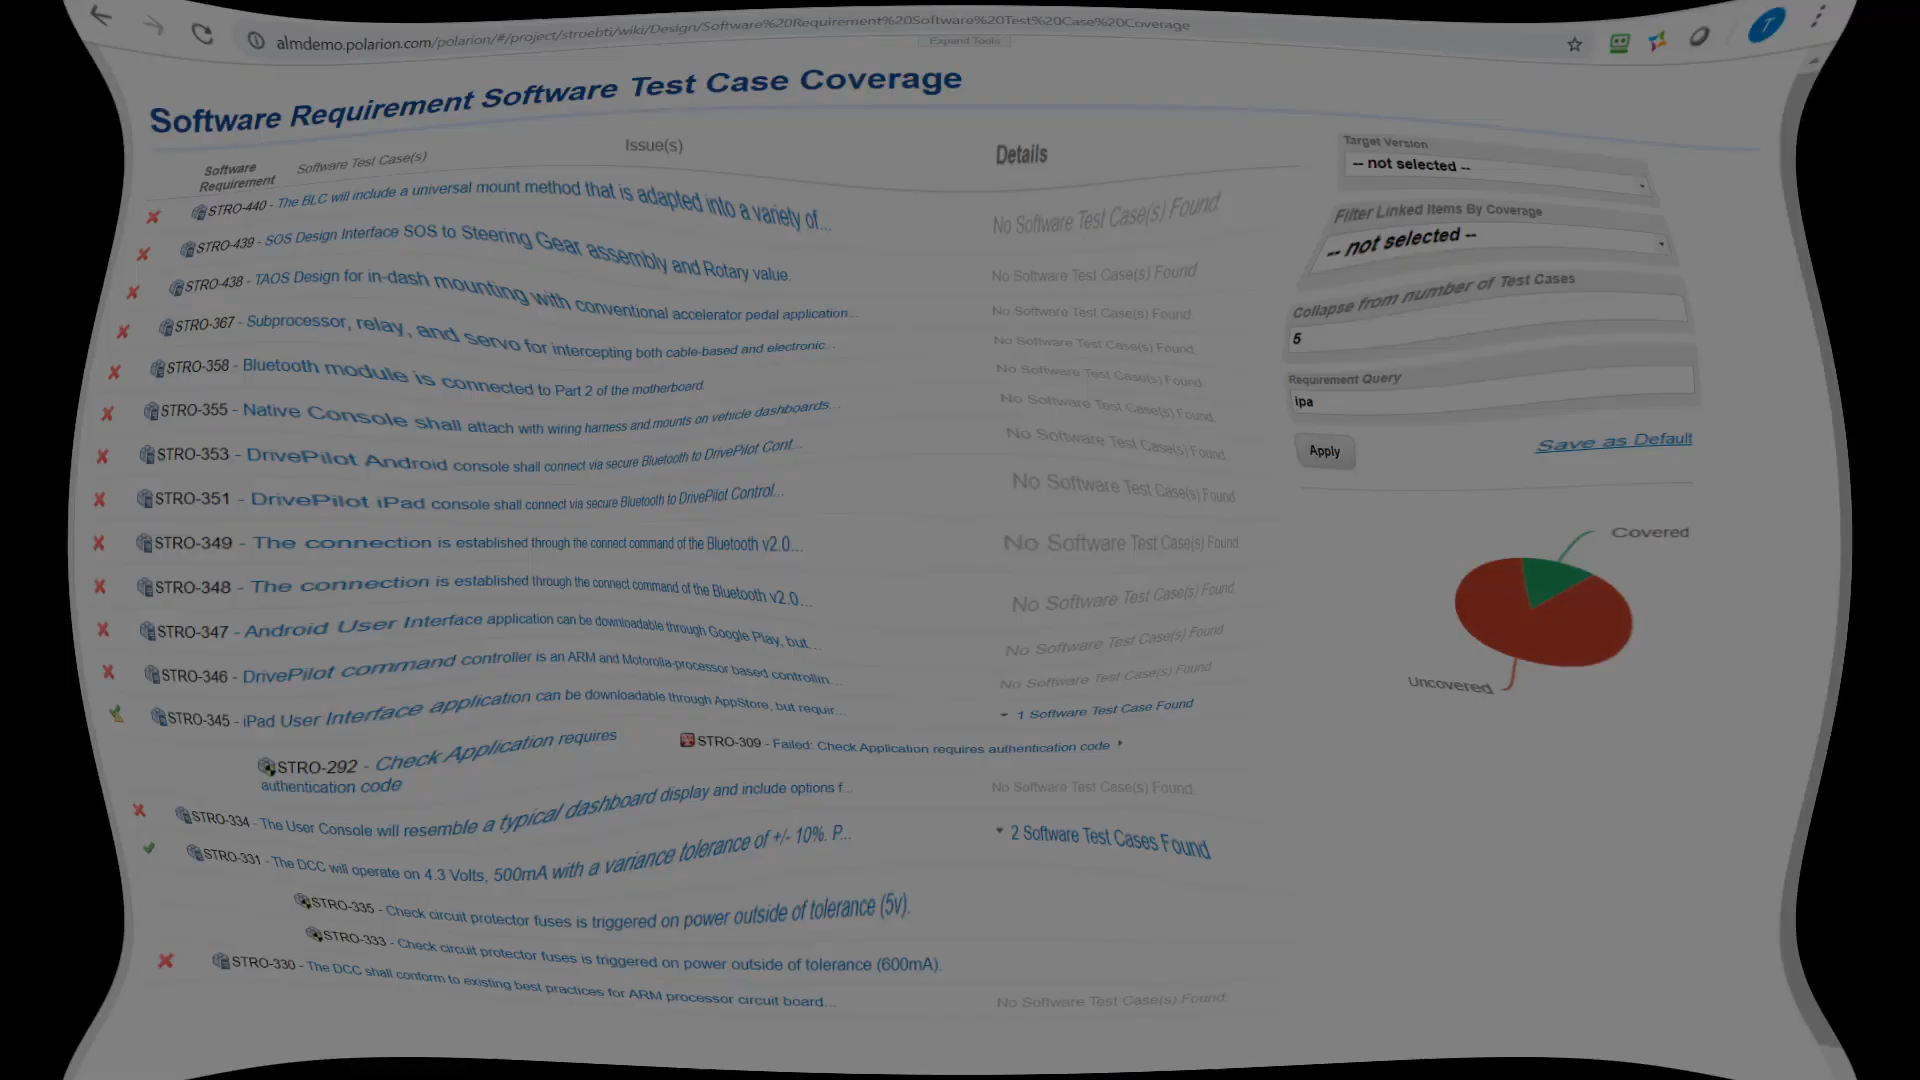 almdemo.polarion.com/polarion/#/project/stroebti/wiki/Design/Software%20Requirement%20Software%20Test%20Case%20Coverage
T
Expand Tools
Software Requirement Software Test Case Coverage
Software Requirement
Software Test Case(s)
Issue(s)
Details
STRO-440 - The BLC will include a universal mount method that is adapted into a variety of...
No Software Test Case(s) Found.
STRO-439 - SOS Design Interface SOS to Steering Gear assembly and Rotary value.
No Software Test Case(s) Found.
STRO-438 - TAOS Design for in-dash mounting with conventional accelerator pedal application...
No Software Test Case(s) Found.
STRO-367 - Subprocessor, relay, and servo for intercepting both cable-based and electronic...
No Software Test Case(s) Found.
STRO-358 - Bluetooth module is connected to Part 2 of the motherboard.
No Software Test Case(s) Found.
STRO-355 - Native Console shall attach with wiring harness and mounts on vehicle dashboards...
No Software Test Case(s) Found.
STRO-353 - DrivePilot Android console shall connect via secure Bluetooth to DrivePilot Cont...
No Software Test Case(s) Found.
STRO-351 - DrivePilot iPad console shall connect via secure Bluetooth to DrivePilot Control...
No Software Test Case(s) Found
STRO-349 - The connection is established through the connect command of the Bluetooth v2.0...
No Software Test Case(s) Found
STRO-348 - The connection is established through the connect command of the Bluetooth v2.0...
No Software Test Case(s) Found
STRO-347 - Android User Interface application can be downloadable through Google Play, but...
No Software Test Case(s) Found
STRO-346 - DrivePilot command controller is an ARM and Motorolla-processor based controllin...
No Software Test Case(s) Found
STRO-345 - iPad User Interface application can be downloadable through AppStore, but requir...
1 Software Test Case Found
STRO-292 - Check Application requires authentication code
STRO-309 - Failed: Check Application requires authentication code
STRO-334 - The User Console will resemble a typical dashboard display and include options f...
No Software Test Case(s) Found.
STRO-331 - The DCC will operate on 4.3 Volts, 500mA with a variance tolerance of +/- 10%. P...
2 Software Test Cases Found
STRO-335 - Check circuit protector fuses is triggered on power outside of tolerance (5v).
STRO-333 - Check circuit protector fuses is triggered on power outside of tolerance (600mA).
STRO-330 - The DCC shall conform to existing best practices for ARM processor circuit board...
No Software Test Case(s) Found.
Target Version
-- not selected --
Filter Linked Items By Coverage
-- not selected --
Collapse from number of Test Cases
5
Requirement Query
ipa
Apply
Save as Default
Covered
Uncovered